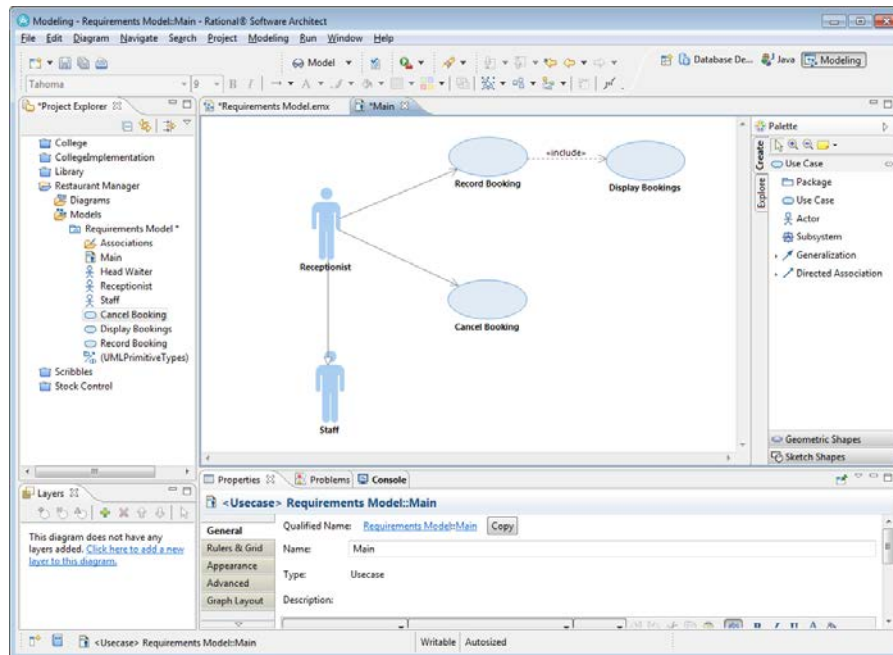 Modeling - Requirements Model::Main - Rational® Software Architect
File Edit Diagram Navigate Search Project Modeling Run Window Help
Model
Database De... Java Modeling
Tahoma 9 B I A
*Project Explorer
*Requirements Model.emx
*Main
College
CollegeImplementation
Library
Restaurant Manager
Diagrams
Models
Requirements Model *
Associations
Main
Head Waiter
Receptionist
Staff
Cancel Booking
Display Bookings
Record Booking
(UMLPrimitiveTypes)
Scribbles
Stock Control
Record Booking
«include»
Display Bookings
Receptionist
Cancel Booking
Staff
Palette
Create
Explore
Use Case
Package
Use Case
Actor
Subsystem
Generalization
Directed Association
Geometric Shapes
Sketch Shapes
Layers
This diagram does not have any
layers added. Click here to add a new
layer to this diagram.
Properties Problems Console
<Usecase> Requirements Model::Main
General
Rulers & Grid
Appearance
Advanced
Graph Layout
Qualified Name: Requirements Model::Main Copy
Name: Main
Type: Usecase
Description:
B I U A
<Usecase> Requirements Model::Main
Writable Autosized